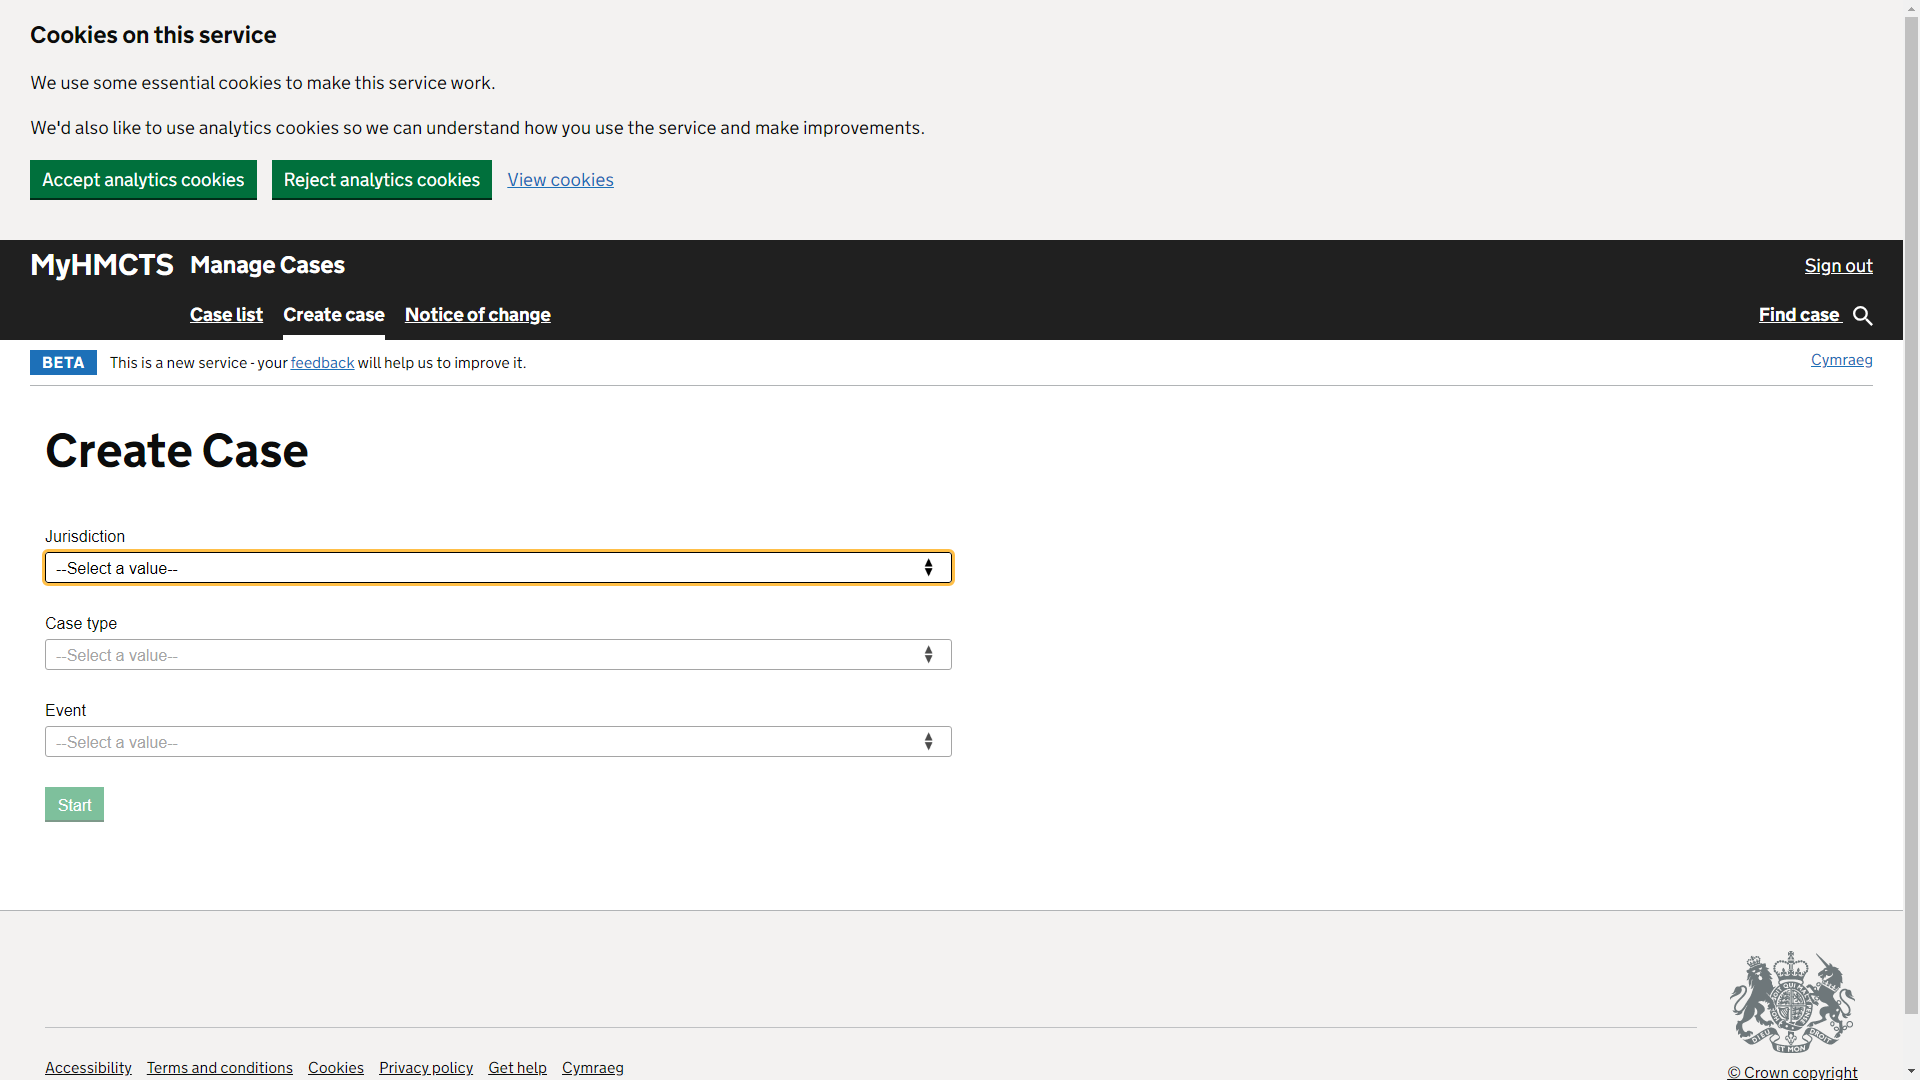 Cookies on this service
We use some essential cookies to make this service work.
We'd also like to use analytics cookies so we can understand how you use the service and make improvements.
Accept analytics cookies Reject analytics cookies View cookies
MyHMCTS Manage Cases Sign out
Case list Create case Notice of change Find case
BETA This is a new service - your feedback will help us to improve it. Cymraeg
Create Case
Jurisdiction
--Select a value--
Case type
--Select a value--
Event
--Select a value--
Start
Accessibility Terms and conditions Cookies Privacy policy Get help Cymraeg
© Crown copyright